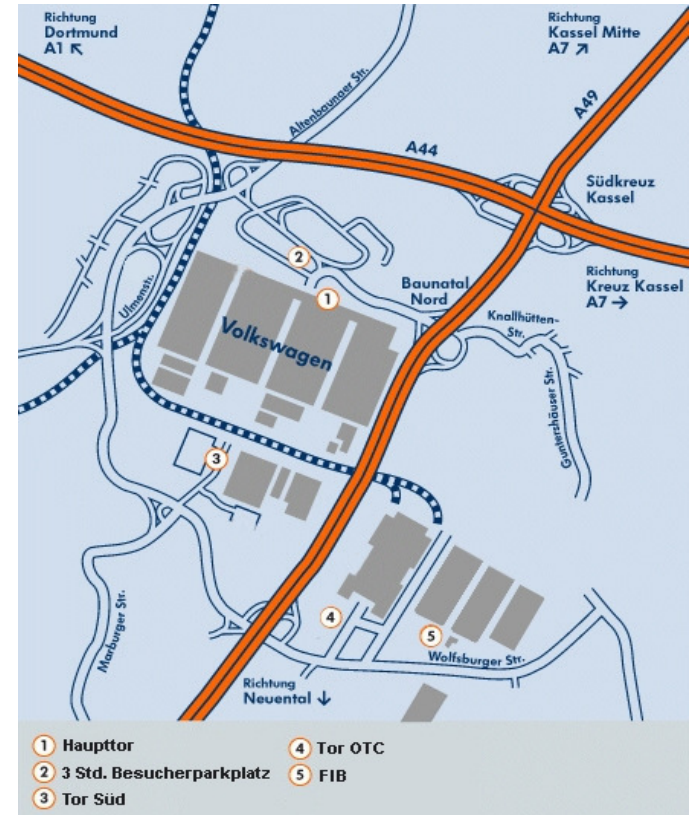 Richtung
Dortmund
A1 ↖
Richtung
Kassel Mitte
A7 ↗
Altenbaunaer Str.
A49
A44
Südkreuz
Kassel
Richtung
Kreuz Kassel
A7 →
2
Baunatal
Nord
1
Ulmenstr.
Knallhütten-
Str.
Volkswagen
Guntershäuser Str.
3
Marburger Str.
4
5
Wolfsburger Str.
Richtung
Neuental ↓
1 Haupttor
2 3 Std. Besucherparkplatz
3 Tor Süd
4 Tor OTC
5 FIB